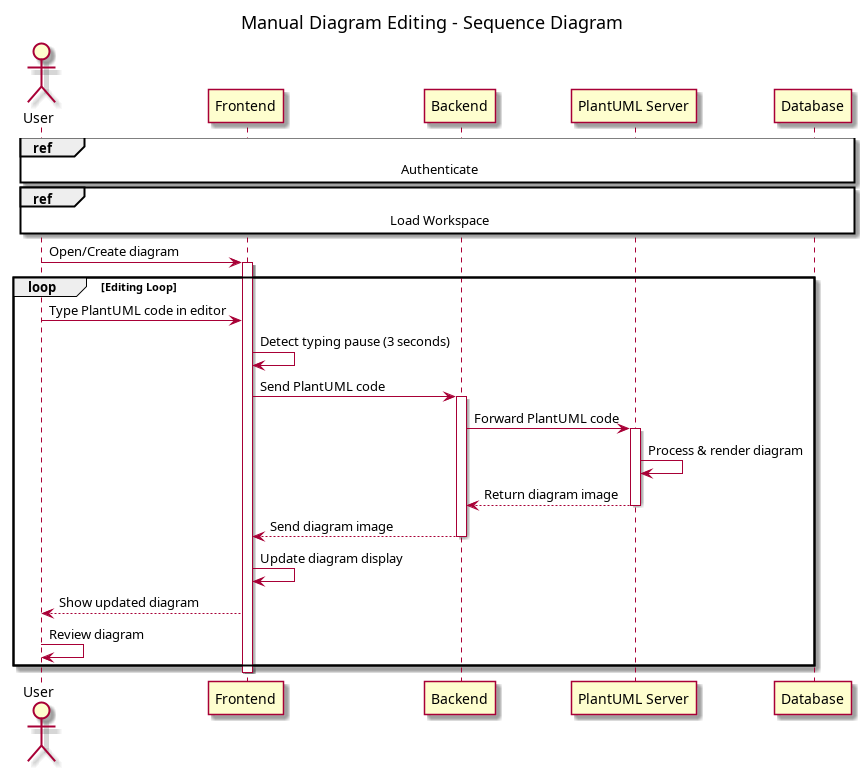 Manual Diagram Editing - Sequence Diagram
User
Frontend
Backend
PlantUML Server
Database
ref
Authenticate
ref
Load Workspace
Open/Create diagram
loop [Editing Loop]
Type PlantUML code in editor
Detect typing pause (3 seconds)
Send PlantUML code
Forward PlantUML code
Process & render diagram
Return diagram image
Send diagram image
Update diagram display
Show updated diagram
Review diagram
User
Frontend
Backend
PlantUML Server
Database